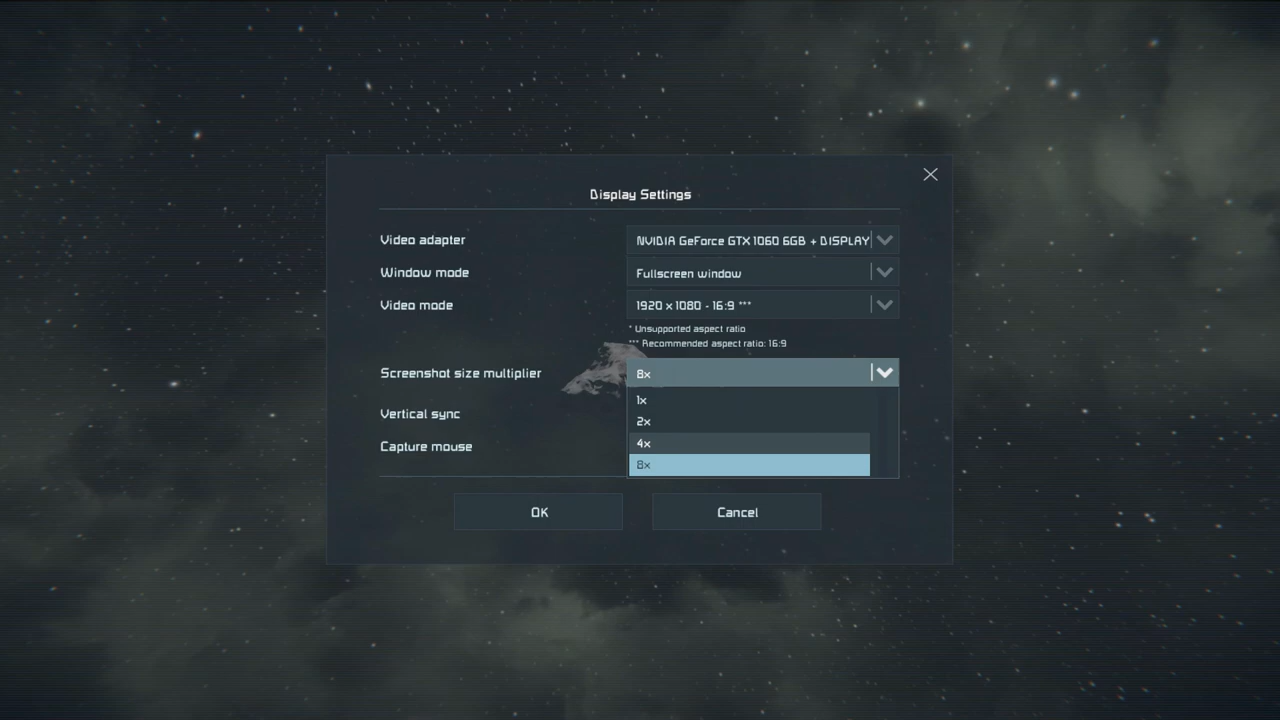 Display Settings
Video adapter
NVIDIA GeForce GTX 1060 6GB + DISPLAY
Window mode
Fullscreen window
Video mode
1920 x 1080 - 16:9 ***
* Unsupported aspect ratio
*** Recommended aspect ratio: 16:9
Screenshot size multiplier
8x
1x
2x
Vertical sync
4x
Capture mouse
8x
OK
Cancel